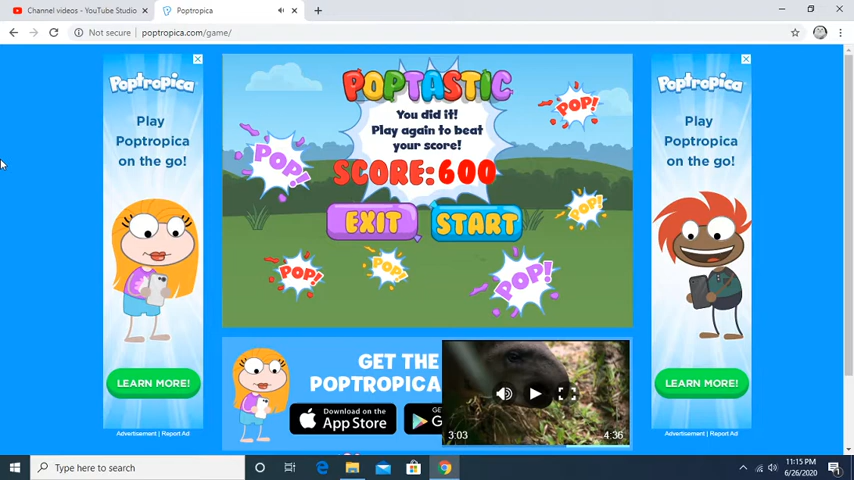 Channel videos - YouTube Studio
Poptropica
Not secure
poptropica.com/game/
Poptropica
Play
Poptropica
on the go!
LEARN MORE!
Advertisement | Report Ad
POPTASTIC
You did it!
Play again to beat
your score!
SCORE:600
EXIT
START
POP!
POP!
POP!
POP!
POP!
POP!
GET THE
POPTROPICA
Download on the
App Store
GET
G
3:03
4:36
Poptropica
Play
Poptropica
on the go!
LEARN MORE!
Advertisement | Report Ad
Type here to search
11:15 PM
6/26/2020
1